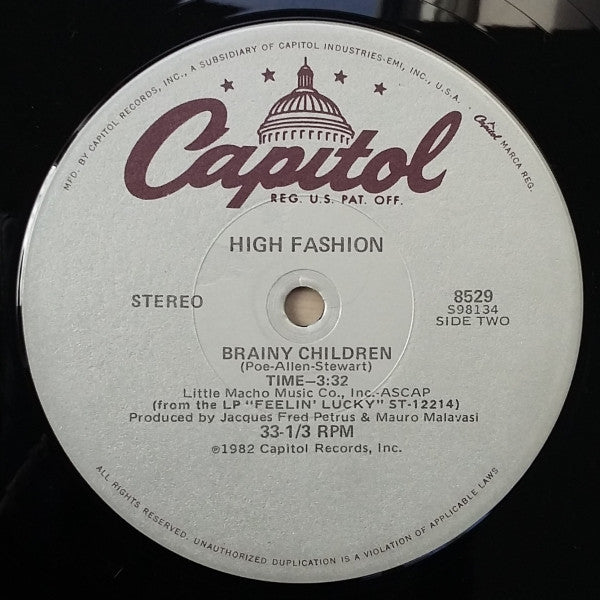 MFD. BY CAPITOL RECORDS, INC., A SUBSIDIARY OF CAPITOL INDUSTRIES-EMI, INC., U.S.A.
Capitol MARCA REG.
Capitol
REG. U.S. PAT. OFF.
HIGH FASHION
STEREO
8529
S98134
SIDE TWO
BRAINY CHILDREN
(Poe-Allen-Stewart)
TIME—3:32
Little Macho Music Co., Inc.-ASCAP
(from the LP "FEELIN' LUCKY" ST-12214)
Produced by Jacques Fred Petrus & Mauro Malavasi
33-1/3 RPM
℗1982 Capitol Records, Inc.
ALL RIGHTS RESERVED. UNAUTHORIZED DUPLICATION IS A VIOLATION OF APPLICABLE LAWS